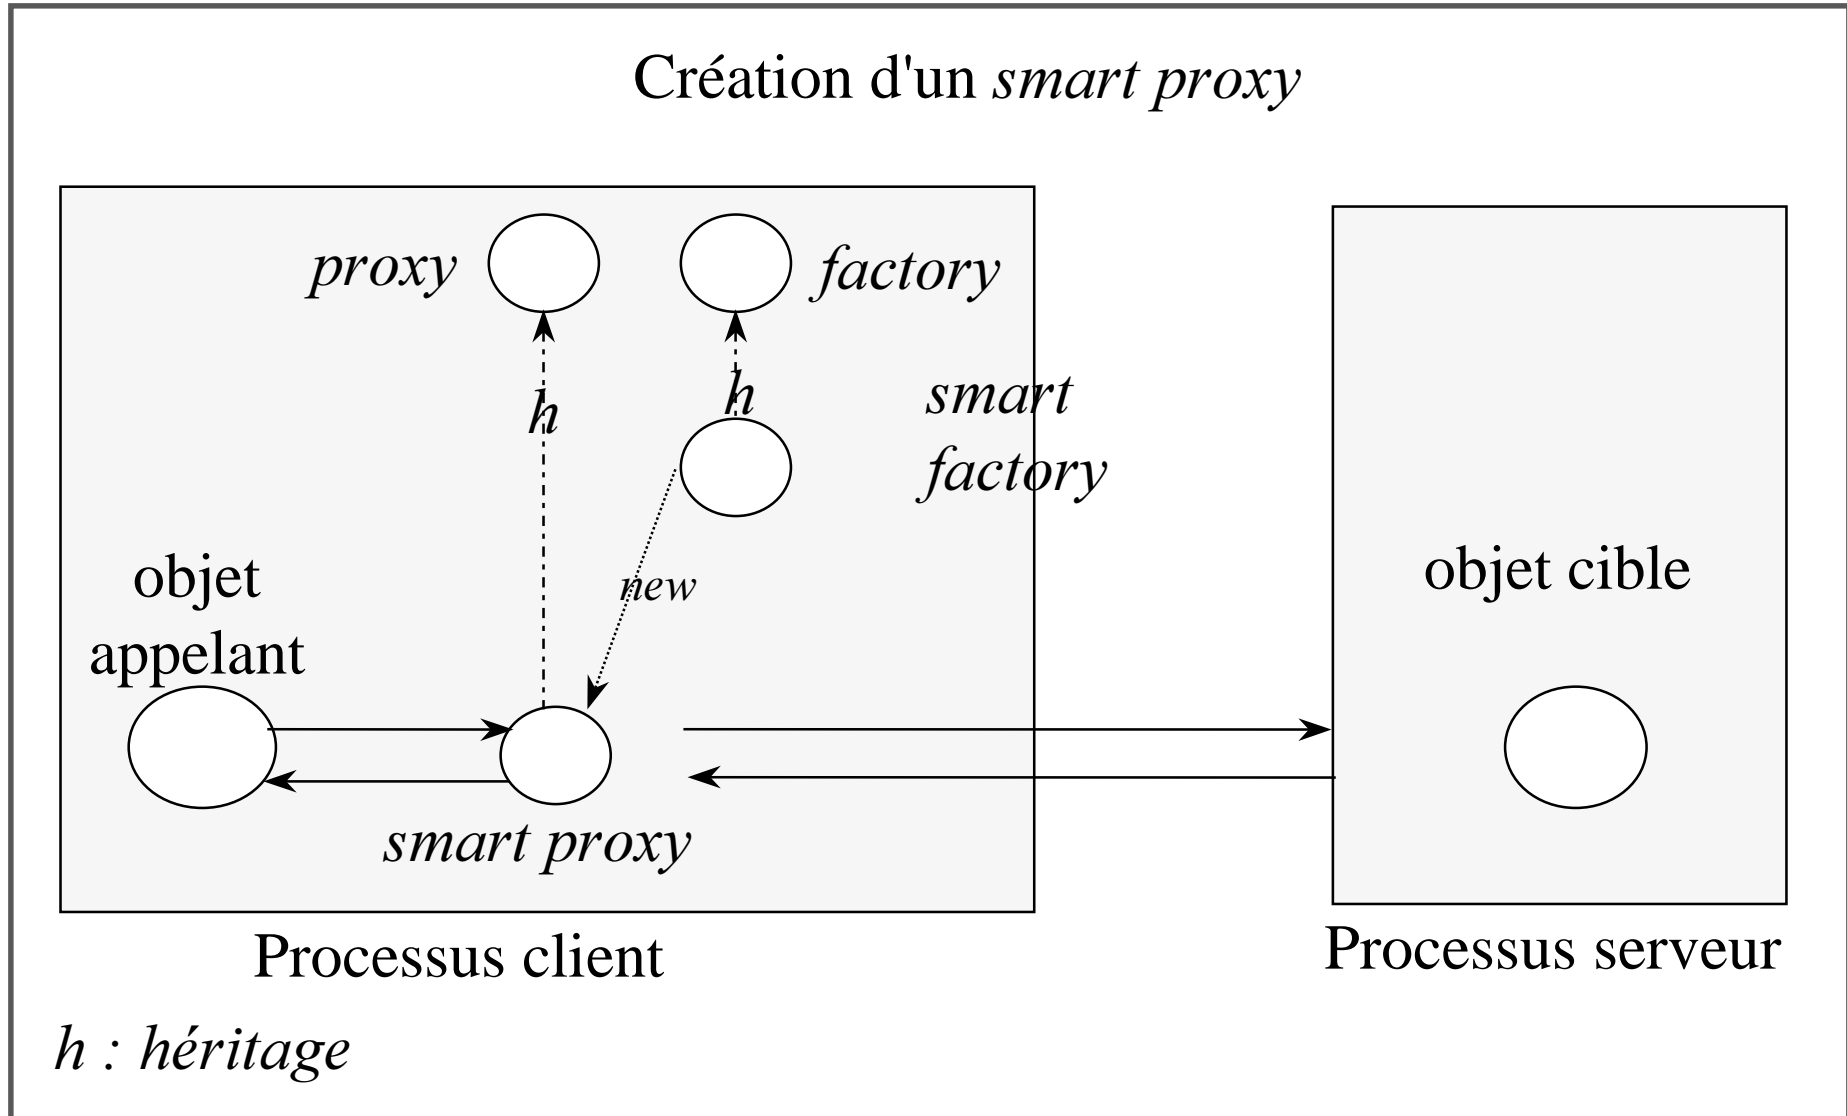 Création d'un smart proxy
proxy
factory
h
h
smart
factory
new
objet
appelant
objet cible
smart proxy
Processus client
Processus serveur
h : héritage